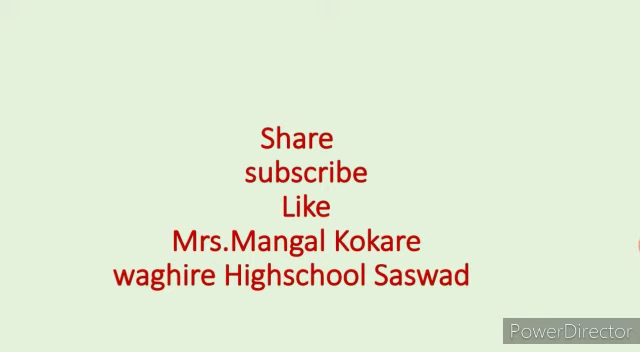 Share
subscribe
Like
Mrs.Mangal Kokare
waghire Highschool Saswad
PowerDirector